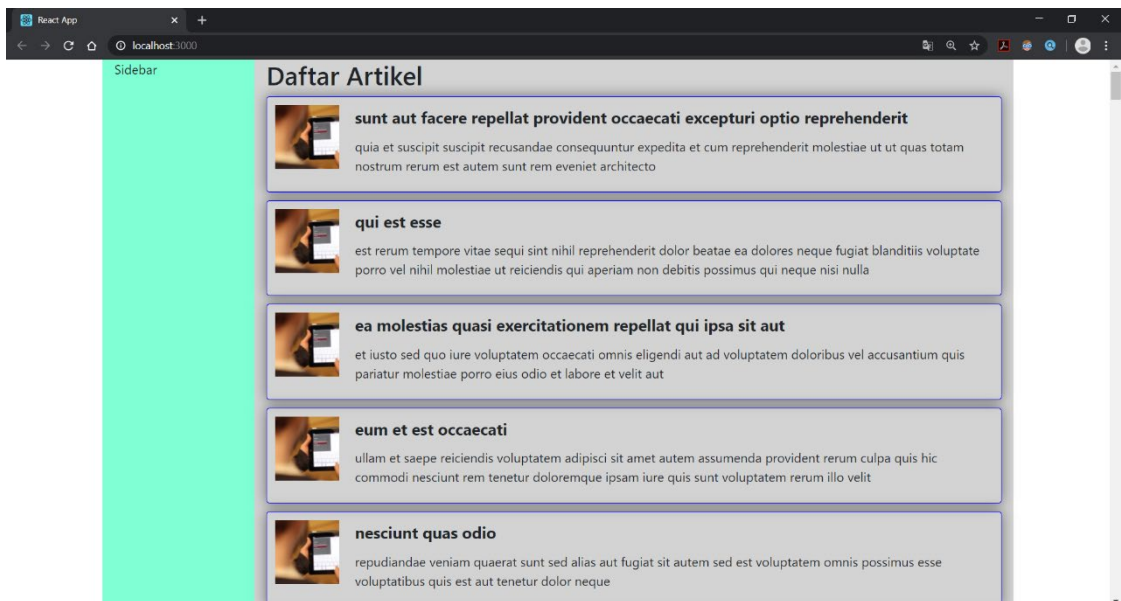 React App
localhost:3000
Sidebar
Daftar Artikel
sunt aut facere repellat provident occaecati excepturi optio reprehenderit
quia et suscipit suscipit recusandae consequuntur expedita et cum reprehenderit molestiae ut ut quas totam
nostrum rerum est autem sunt rem eveniet architecto
qui est esse
est rerum tempore vitae sequi sint nihil reprehenderit dolor beatae ea dolores neque fugiat blanditiis voluptate
porro vel nihil molestiae ut reiciendis qui aperiam non debitis possimus qui neque nisi nulla
ea molestias quasi exercitationem repellat qui ipsa sit aut
et iusto sed quo iure voluptatem occaecati omnis eligendi aut ad voluptatem doloribus vel accusantium quis
pariatur molestiae porro eius odio et labore et velit aut
eum et est occaecati
ullam et saepe reiciendis voluptatem adipisci sit amet autem assumenda provident rerum culpa quis hic
commodi nesciunt rem tenetur doloremque ipsam iure quis sunt voluptatem rerum illo velit
nesciunt quas odio
repudiandae veniam quaerat sunt sed alias aut fugiat sit autem sed est voluptatem omnis possimus esse
voluptatibus quis est aut tenetur dolor neque